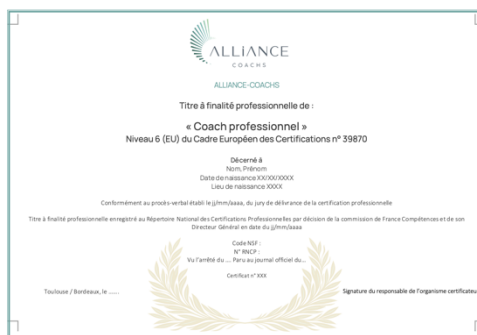 ALLIANCE
COACHS
ALLIANCE-COACHS
Titre à finalité professionnelle de :
« Coach professionnel »
Niveau 6 (EU) du Cadre Européen des Certifications n° 39870
Décerné à
Nom, Prénom
Date de naissance XX/XX/XXXX
Lieu de naissance XXXX
Conformément au procès-verbal établi le jj/mm/aaaa, du jury de délivrance de la certification professionnelle
Titre à finalité professionnelle enregistré au Répertoire National des Certifications Professionnelles par décision de la commission de France Compétences et de son
Directeur Général en date du jj/mm/aaaa
Code NSF :
N° RNCP :
Vu l'arrêté du .... Paru au journal officiel du...
Certificat n° XXX
Toulouse / Bordeaux, le .......
Signature du responsable de l'organisme certificateur